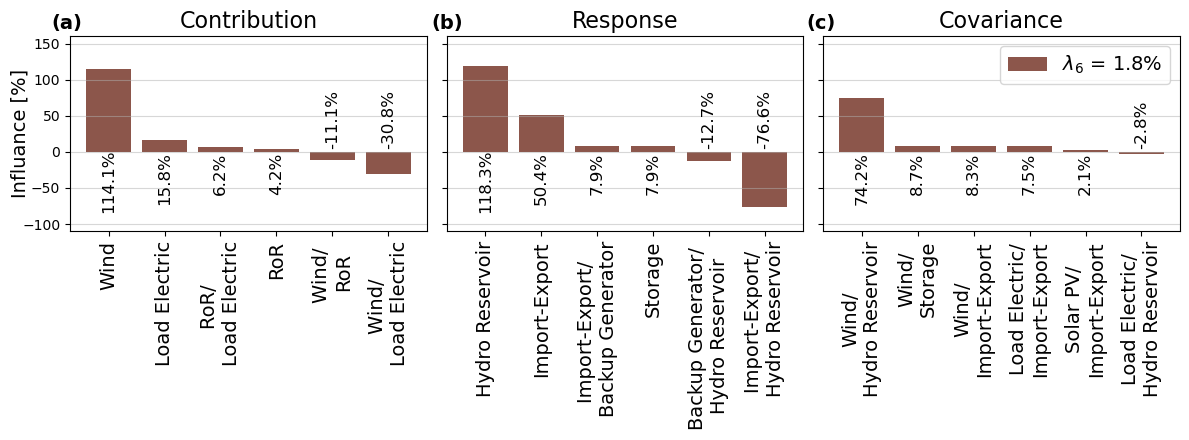 (a) Contribution
(b) Response
(c) Covariance
Influance [%]
150
100
50
0
−50
−100
λ6 = 1.8%
114.1%
15.8%
6.2%
4.2%
-11.1%
-30.8%
118.3%
50.4%
7.9%
7.9%
-12.7%
-76.6%
74.2%
8.7%
8.3%
7.5%
2.1%
-2.8%
Wind
Load Electric
RoR/
Load Electric
RoR
Wind/
RoR
Wind/
Load Electric
Hydro Reservoir
Import-Export
Import-Export/
Backup Generator
Storage
Backup Generator/
Hydro Reservoir
Import-Export/
Hydro Reservoir
Wind/
Hydro Reservoir
Wind/
Storage
Wind/
Import-Export
Load Electric/
Import-Export
Solar PV/
Import-Export
Load Electric/
Hydro Reservoir